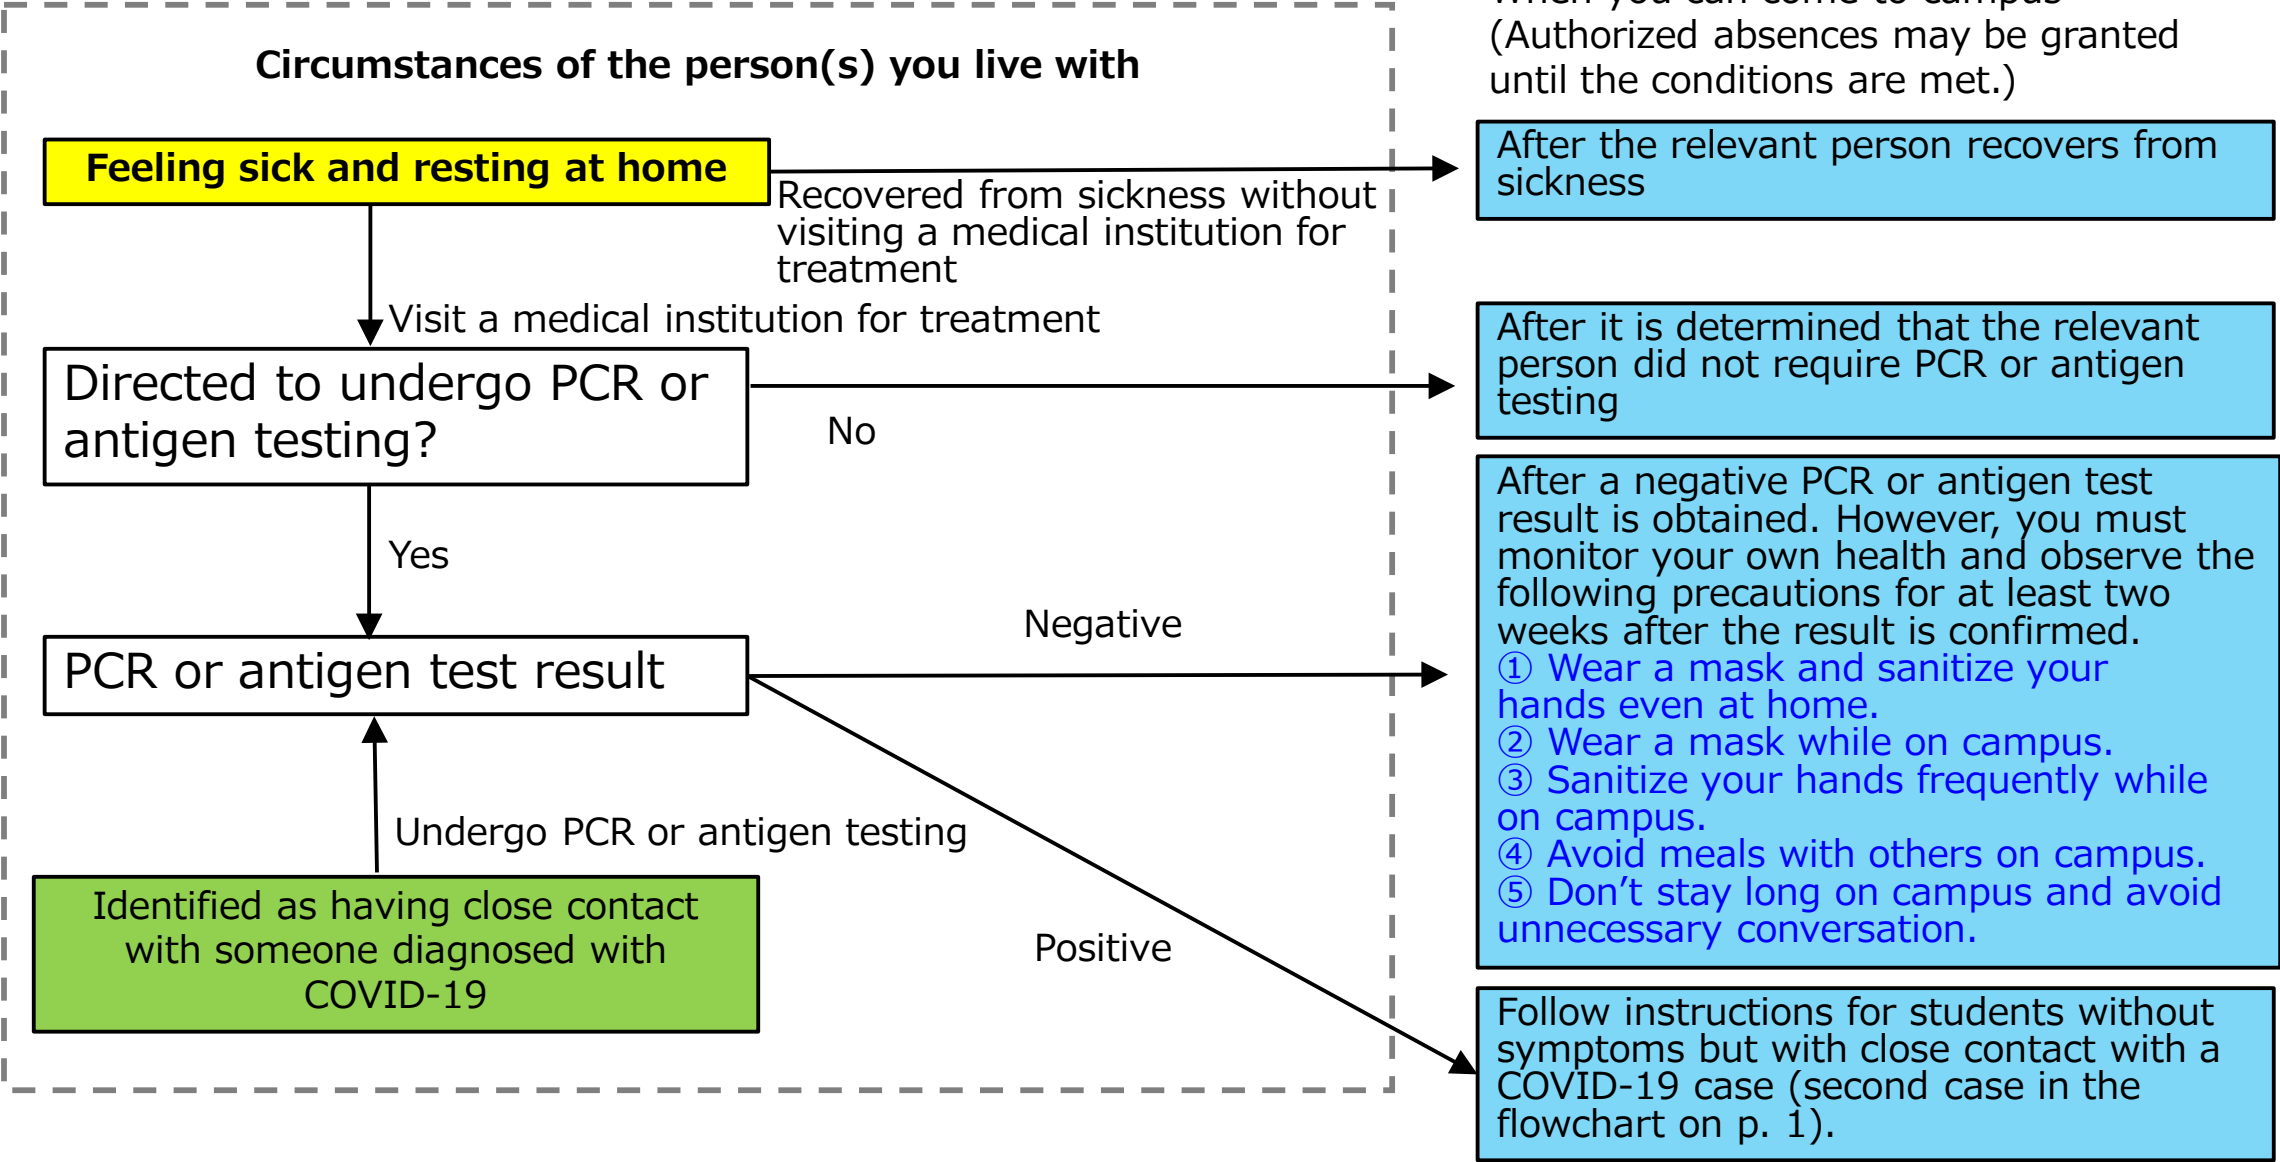 Circumstances of the person(s) you live with
when you can come to campus
(Authorized absences may be granted
until the conditions are met.)
Feeling sick and resting at home
Recovered from sickness without
visiting a medical institution for
treatment
After the relevant person recovers from
sickness
Visit a medical institution for treatment
Directed to undergo PCR or
antigen testing?
No
After it is determined that the relevant
person did not require PCR or antigen
testing
Yes
PCR or antigen test result
Negative
After a negative PCR or antigen test
result is obtained. However, you must
monitor your own health and observe the
following precautions for at least two
weeks after the result is confirmed.
① Wear a mask and sanitize your
hands even at home.
② Wear a mask while on campus.
③ Sanitize your hands frequently while
on campus.
④ Avoid meals with others on campus.
⑤ Don’t stay long on campus and avoid
unnecessary conversation.
Undergo PCR or antigen testing
Identified as having close contact
with someone diagnosed with
COVID-19
Positive
Follow instructions for students without
symptoms but with close contact with a
COVID-19 case (second case in the
flowchart on p. 1).